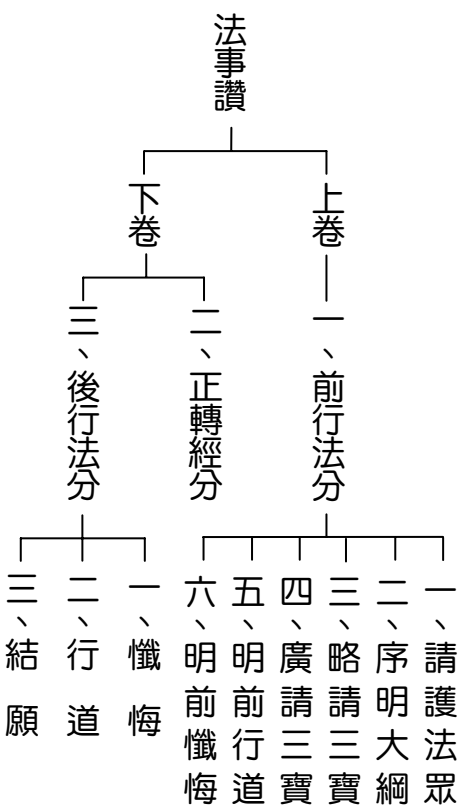 法事讚
上卷
一、前行法分
一、請護法眾
二、序明大綱
三、略請三寶
四、廣請三寶
五、明前行道
六、明前懺悔
下卷
二、正轉經分
三、後行法分
一、懺悔
二、行道
三、結願